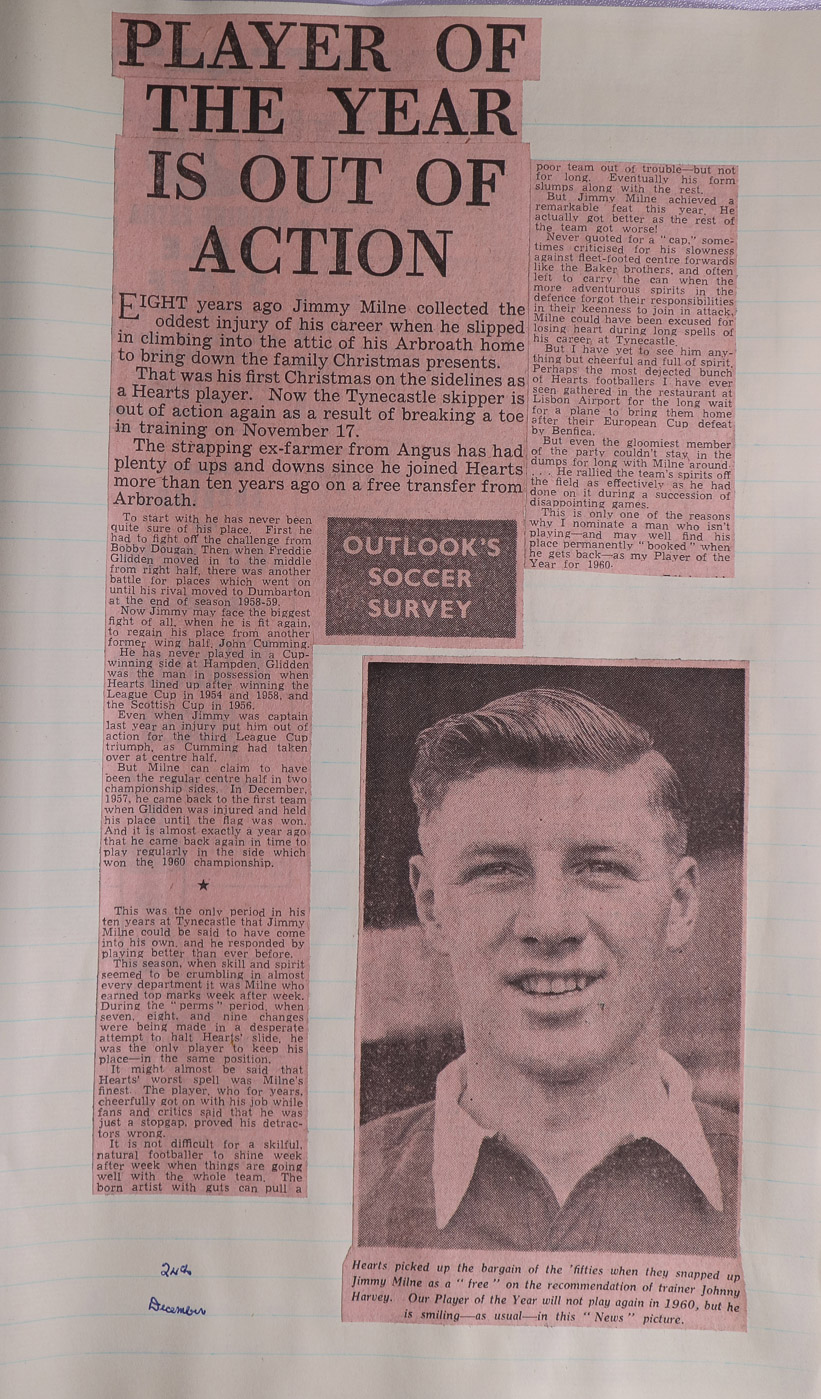 PLAYER OF
THE YEAR
IS OUT OF
ACTION
EIGHT years ago Jimmy Milne collected the
oddest injury of his career when he slipped
in climbing into the attic of his Arbroath home
to bring down the family Christmas presents.
That was his first Christmas on the sidelines as
a Hearts player. Now the Tynecastle skipper is
out of action again as a result of breaking a toe
in training on November 17.
The strapping ex-farmer from Angus has had
plenty of ups and downs since he joined Hearts
more than ten years ago on a free transfer from
Arbroath.
To start with he has never been
quite sure of his place. First he
had to fight off the challenge from
Bobby Dougan. Then when Freddie
Glidden moved in to the middle
from right half, there was another
battle for places which went on
until his rival moved to Dumbarton
at the end of season 1958-59.
Now Jimmy may face the biggest
fight of all, when he is fit again,
to regain his place from another
former wing half, John Cumming.
He has never played in a Cup-
winning side at Hampden. Glidden
was the man in possession when
Hearts lined up after winning the
League Cup in 1954 and 1958, and
the Scottish Cup in 1956.
Even when Jimmy was captain
last year an injury put him out of
action for the third League Cup
triumph, as Cumming had taken
over at centre half.
But Milne can claim to have
been the regular centre half in two
championship sides. In December,
1957, he came back to the first team
when Glidden was injured and held
his place until the flag was won.
And it is almost exactly a year ago
that he came back again in time to
play regularly in the side which
won the 1960 championship.
★
This was the only period in his
ten years at Tynecastle that Jimmy
Milne could be said to have come
into his own, and he responded by
playing better than ever before.
This season, when skill and spirit
seemed to be crumbling in almost
every department it was Milne who
earned top marks week after week.
During the "perms" period, when
seven, eight, and nine changes
were being made in a desperate
attempt to halt Hearts' slide, he
was the only player to keep his
place—in the same position.
It might almost be said that
Hearts' worst spell was Milne's
finest. The player, who for years,
cheerfully got on with his job while
fans and critics said that he was
just a stopgap, proved his detrac-
tors wrong.
It is not difficult for a skilful,
natural footballer to shine week
after week when things are going
well with the whole team. The
born artist with guts can pull a
poor team out of trouble—but not
for long. Eventually his form
slumps along with the rest.
But Jimmy Milne achieved a
remarkable feat this year. He
actually got better as the rest of
the team got worse!
Never quoted for a "cap," some-
times criticised for his slowness
against fleet-footed centre forwards
like the Baker brothers, and often
left to carry the can when the
more adventurous spirits in the
defence forgot their responsibilities
in their keenness to join in attack,
Milne could have been excused for
losing heart during long spells of
his career at Tynecastle.
But I have yet to see him any-
thing but cheerful and full of spirit.
Perhaps the most dejected bunch
of Hearts footballers I have ever
seen gathered in the restaurant at
Lisbon Airport for the long wait
for a plane to bring them home
after their European Cup defeat
by Benfica.
But even the gloomiest member
of the party couldn't stay in the
dumps for long with Milne around
. . . . He rallied the team's spirits off
the field as effectively as he had
done on it during a succession of
disappointing games.
This is only one of the reasons
why I nominate a man who isn't
playing—and may well find his
place permanently "booked" when
he gets back—as my Player of the
Year for 1960.
OUTLOOK'S
SOCCER
SURVEY
Hearts picked up the bargain of the 'fifties when they snapped up
Jimmy Milne as a "free" on the recommendation of trainer Johnny
Harvey. Our Player of the Year will not play again in 1960, but he
is smiling—as usual—in this "News" picture.
2nd
December